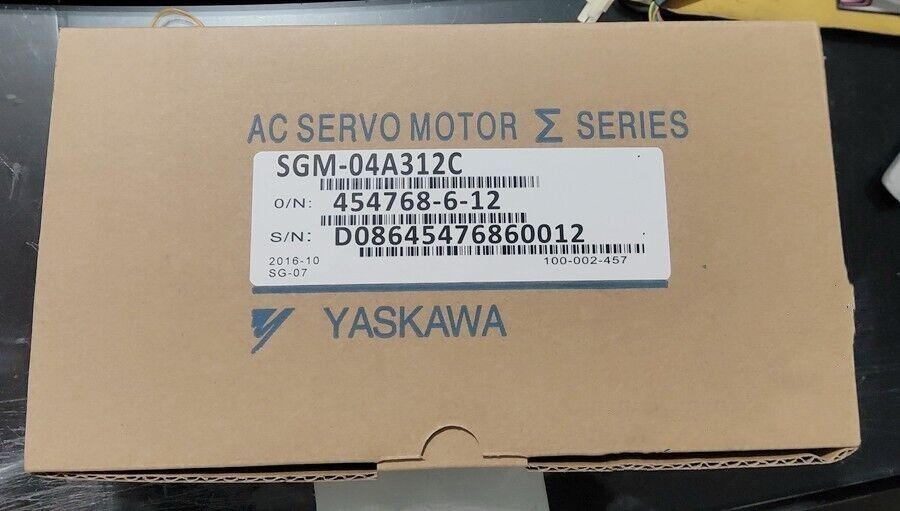 AC SERVO MOTOR Σ SERIES
SGM-04A312C
O/N: 454768-6-12
S/N: D08645476860012
2016-10 100-002-457
SG-07
YASKAWA